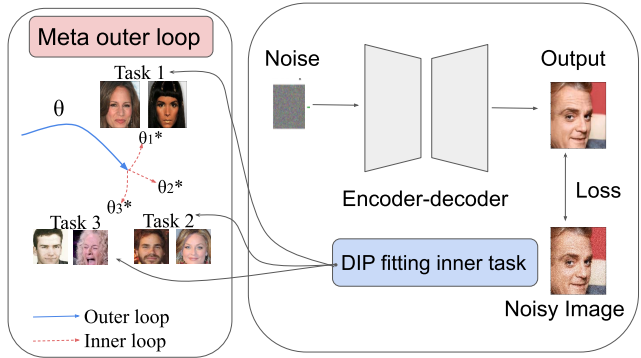 Meta outer loop
Task 1
θ
θ1*
θ2*
θ3*
Task 3
Task 2
Outer loop
Inner loop
Noise
Output
Encoder-decoder
Loss
DIP fitting inner task
Noisy Image